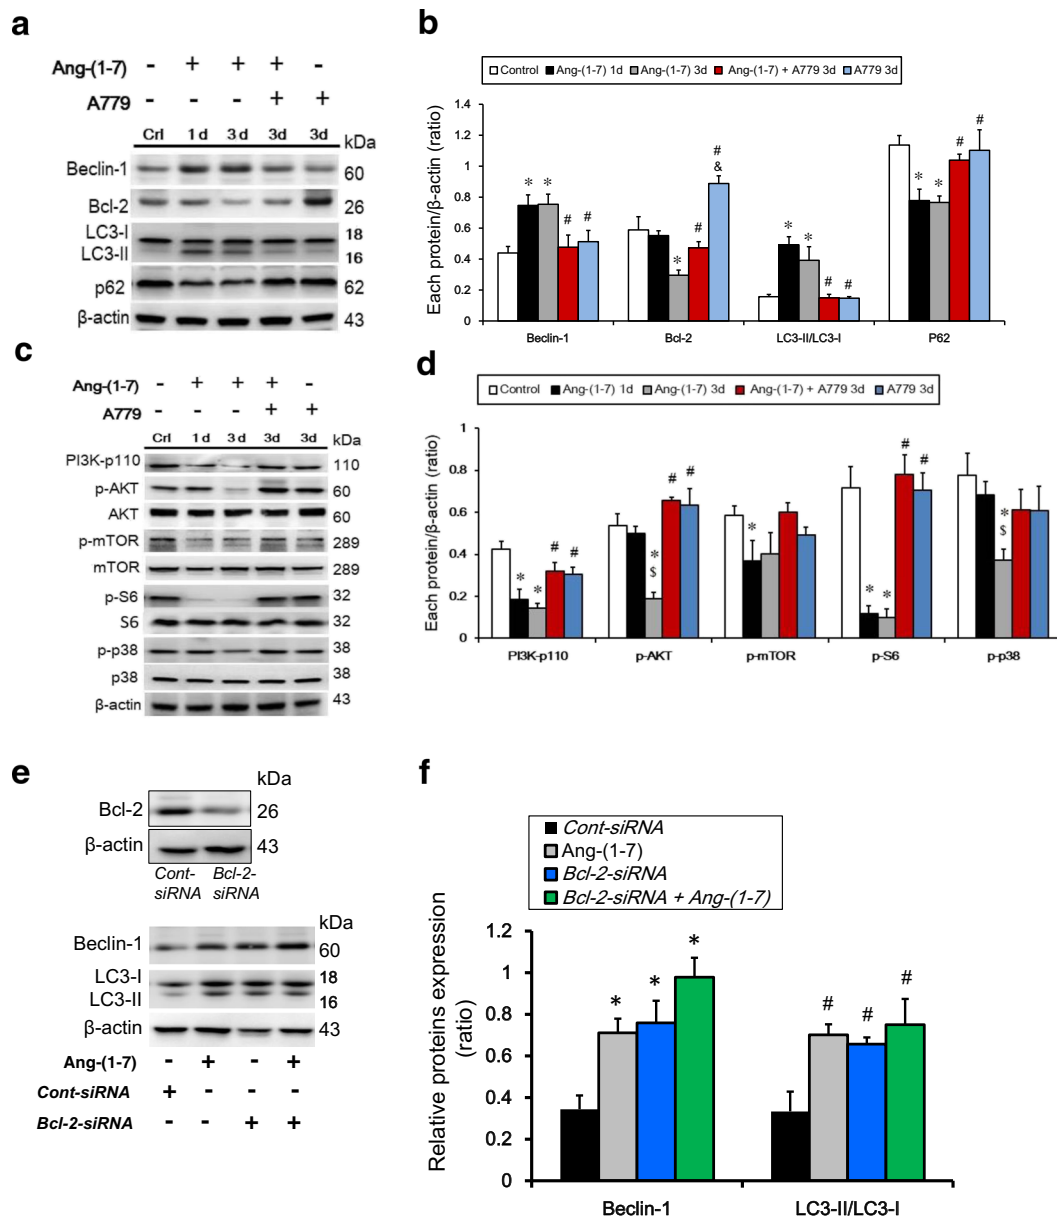 a
Ang-(1-7) - + + + -
A779 - - - + +
Crl 1 d 3 d 3d 3d kDa
Beclin-1 60
Bcl-2 26
LC3-I 18
LC3-II 16
p62 62
β-actin 43
b
Control Ang-(1-7) 1d Ang-(1-7) 3d Ang-(1-7) + A779 3d A779 3d
Each protein/β-actin (ratio)
1.4
1.2
1
0.8
0.6
0.4
0.2
0
* * # #
* # # &
* * # #
* * # #
Beclin-1 Bcl-2 LC3-II/LC3-I P62
c
Ang-(1-7) - + + + -
A779 - - - + +
Crl 1 d 3 d 3d 3d kDa
PI3K-p110 110
p-AKT 60
AKT 60
p-mTOR 289
mTOR 289
p-S6 32
S6 32
p-p38 38
p38 38
β-actin 43
d
Control Ang-(1-7) 1d Ang-(1-7) 3d Ang-(1-7) + A779 3d A779 3d
Each protein/β-actin (ratio)
1
0.8
0.6
0.4
0.2
0
* * # #
* $ # #
*
* * # #
* $
PI3K-p110 p-AKT p-mTOR p-S6 p-p38
e
kDa
Bcl-2 26
β-actin 43
Cont-siRNA Bcl-2-siRNA
kDa
Beclin-1 60
LC3-I 18
LC3-II 16
β-actin 43
Ang-(1-7) - + - +
Cont-siRNA + - - -
Bcl-2-siRNA - - + +
f
Cont-siRNA
Ang-(1-7)
Bcl-2-siRNA
Bcl-2-siRNA + Ang-(1-7)
Relative proteins expression
(ratio)
1.2
1
0.8
0.6
0.4
0.2
0
* * *
# # #
Beclin-1 LC3-II/LC3-I